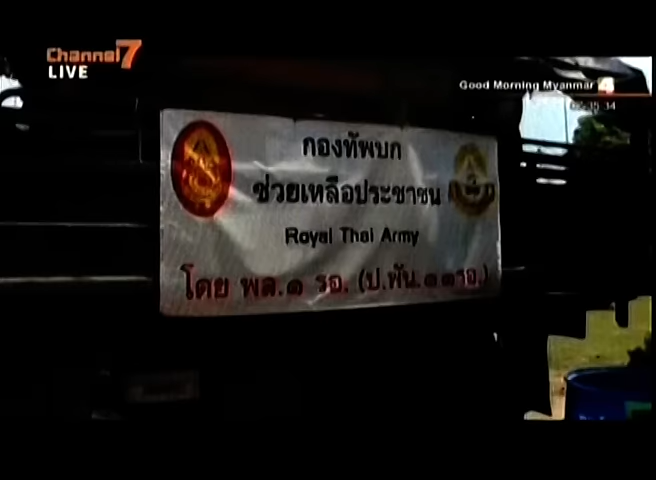 Channel 7
LIVE
Good Morning Myanmar
กองทัพบก
ช่วยเหลือประชาชน
Royal Thai Army
โดย พล.๑ รอ. (ป.พัน.๑๑รอ.)